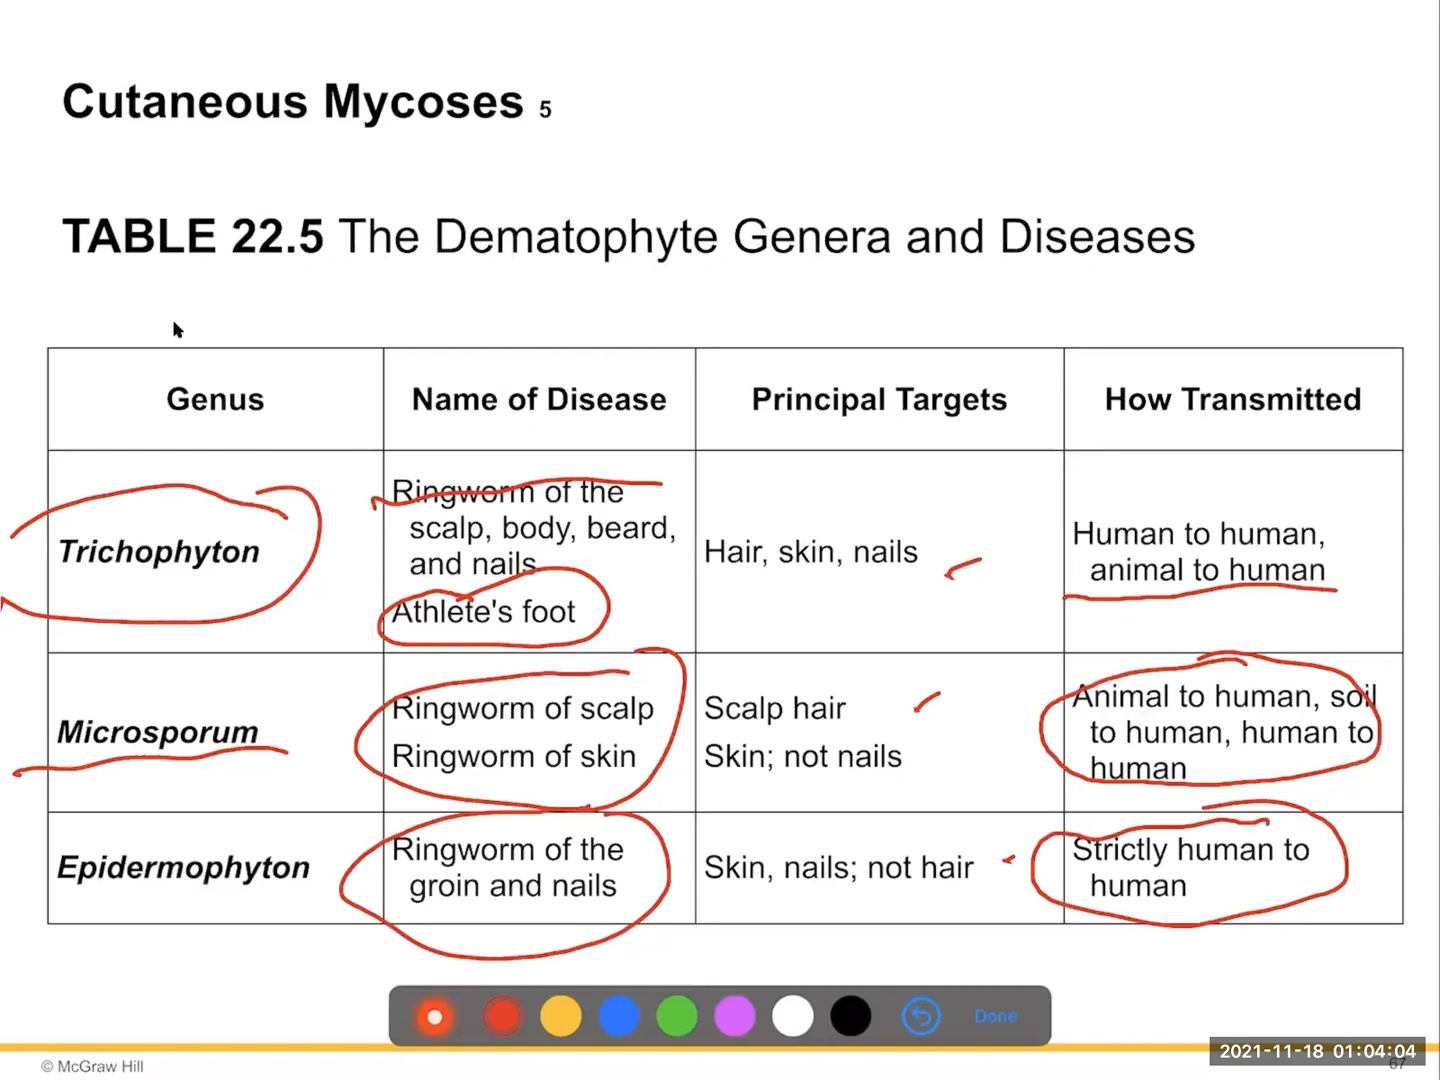 Cutaneous Mycoses 5
TABLE 22.5 The Dematophyte Genera and Diseases
Genus
Name of Disease
Principal Targets
How Transmitted
Trichophyton
Ringworm of the
scalp, body, beard,
and nails
Athlete's foot
Hair, skin, nails
Human to human,
animal to human
Microsporum
Ringworm of scalp
Ringworm of skin
Scalp hair
Skin; not nails
Animal to human, soil
to human, human to
human
Epidermophyton
Ringworm of the
groin and nails
Skin, nails; not hair
Strictly human to
human
Done
© McGraw Hill
2021-11-18 01:04:04
67